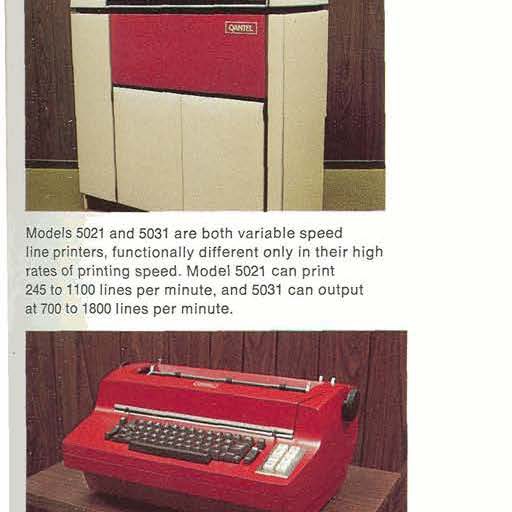 QANTEL
Models 5021 and 5031 are both variable speed
line printers, functionally different only in their high
rates of printing speed. Model 5021 can print
245 to 1100 lines per minute, and 5031 can output
at 700 to 1800 lines per minute.
QANTEL